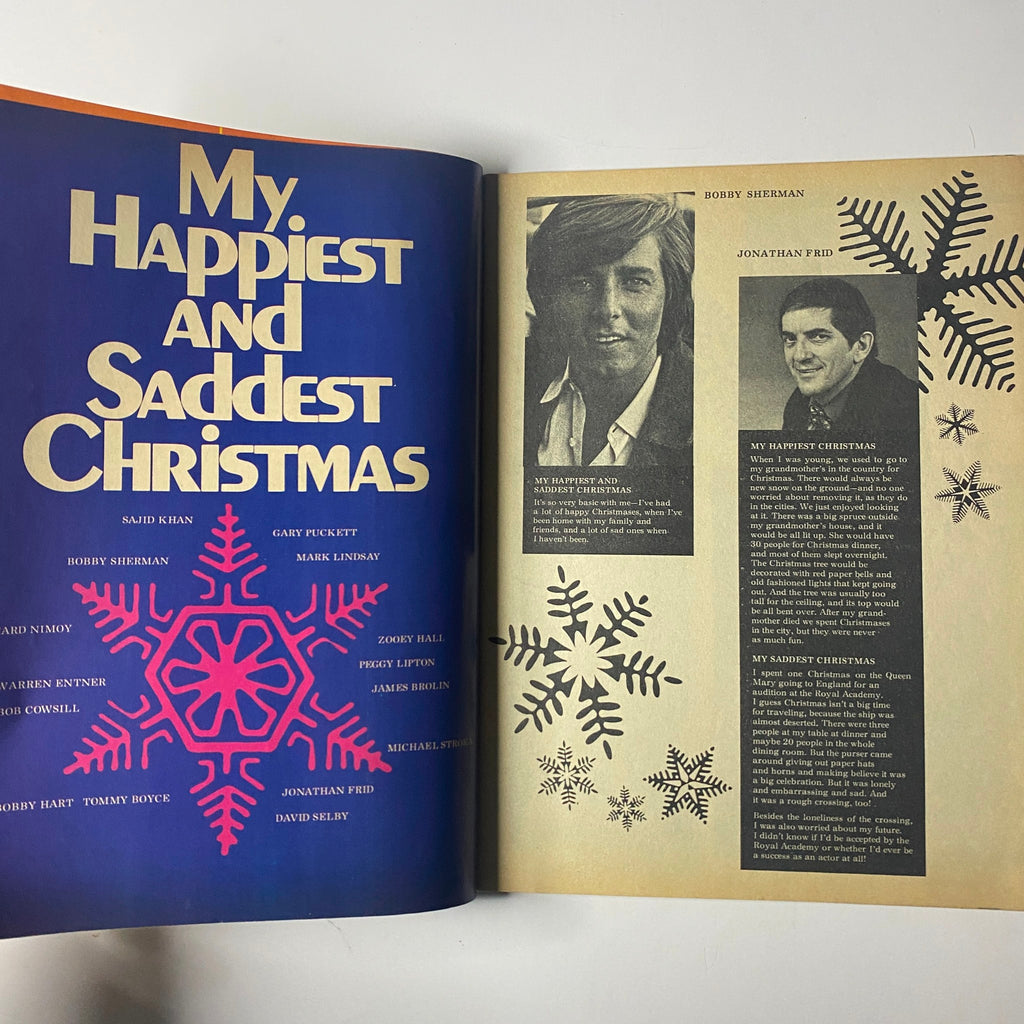 My
Happiest
and
Saddest
Christmas
SAJID KHAN
GARY PUCKETT
BOBBY SHERMAN
MARK LINDSAY
NIMOY
ZOOEY HALL
PEGGY LIPTON
WARREN ENTNER
JAMES BROLIN
BOB COWSILL
MICHAEL
JONATHAN FRID
BOBBY HART TOMMY BOYCE
DAVID SELBY
BOBBY SHERMAN
MY HAPPIEST AND
SADDEST CHRISTMAS
It's so very basic with me—I've had
a lot of happy Christmases, when I've
been home with my family and
friends, and a lot of sad ones when
I haven't been.
JONATHAN FRID
MY HAPPIEST CHRISTMAS
When I was young, we used to go to
my grandmother's in the country for
Christmas. There would always be
new snow on the ground—and no one
worried about removing it, as they do
in the cities. We just enjoyed looking
at it. There was a big spruce outside
my grandmother's house, and it
would be all lit up. She would have
30 people for Christmas dinner,
and most of them slept overnight.
The Christmas tree would be
decorated with red paper bells and
old fashioned lights that kept going
out. And the tree was usually too
tall for the ceiling, and its top would
be all bent over. After my grand-
mother died we spent Christmases
in the city, but they were never
as much fun.
MY SADDEST CHRISTMAS
I spent one Christmas on the Queen
Mary going to England for an
audition at the Royal Academy.
I guess Christmas isn't a big time
for traveling, because the ship was
almost deserted. There were three
people at my table at dinner and
maybe 20 people in the whole
dining room. But the purser came
around giving out paper hats
and horns and making believe it was
a big celebration. But it was lonely
and embarrassing and sad. And
it was a rough crossing, too!
Besides the loneliness of the crossing,
I was also worried about my future.
I didn't know if I'd be accepted by the
Royal Academy or whether I'd ever be
a success as an actor at all!